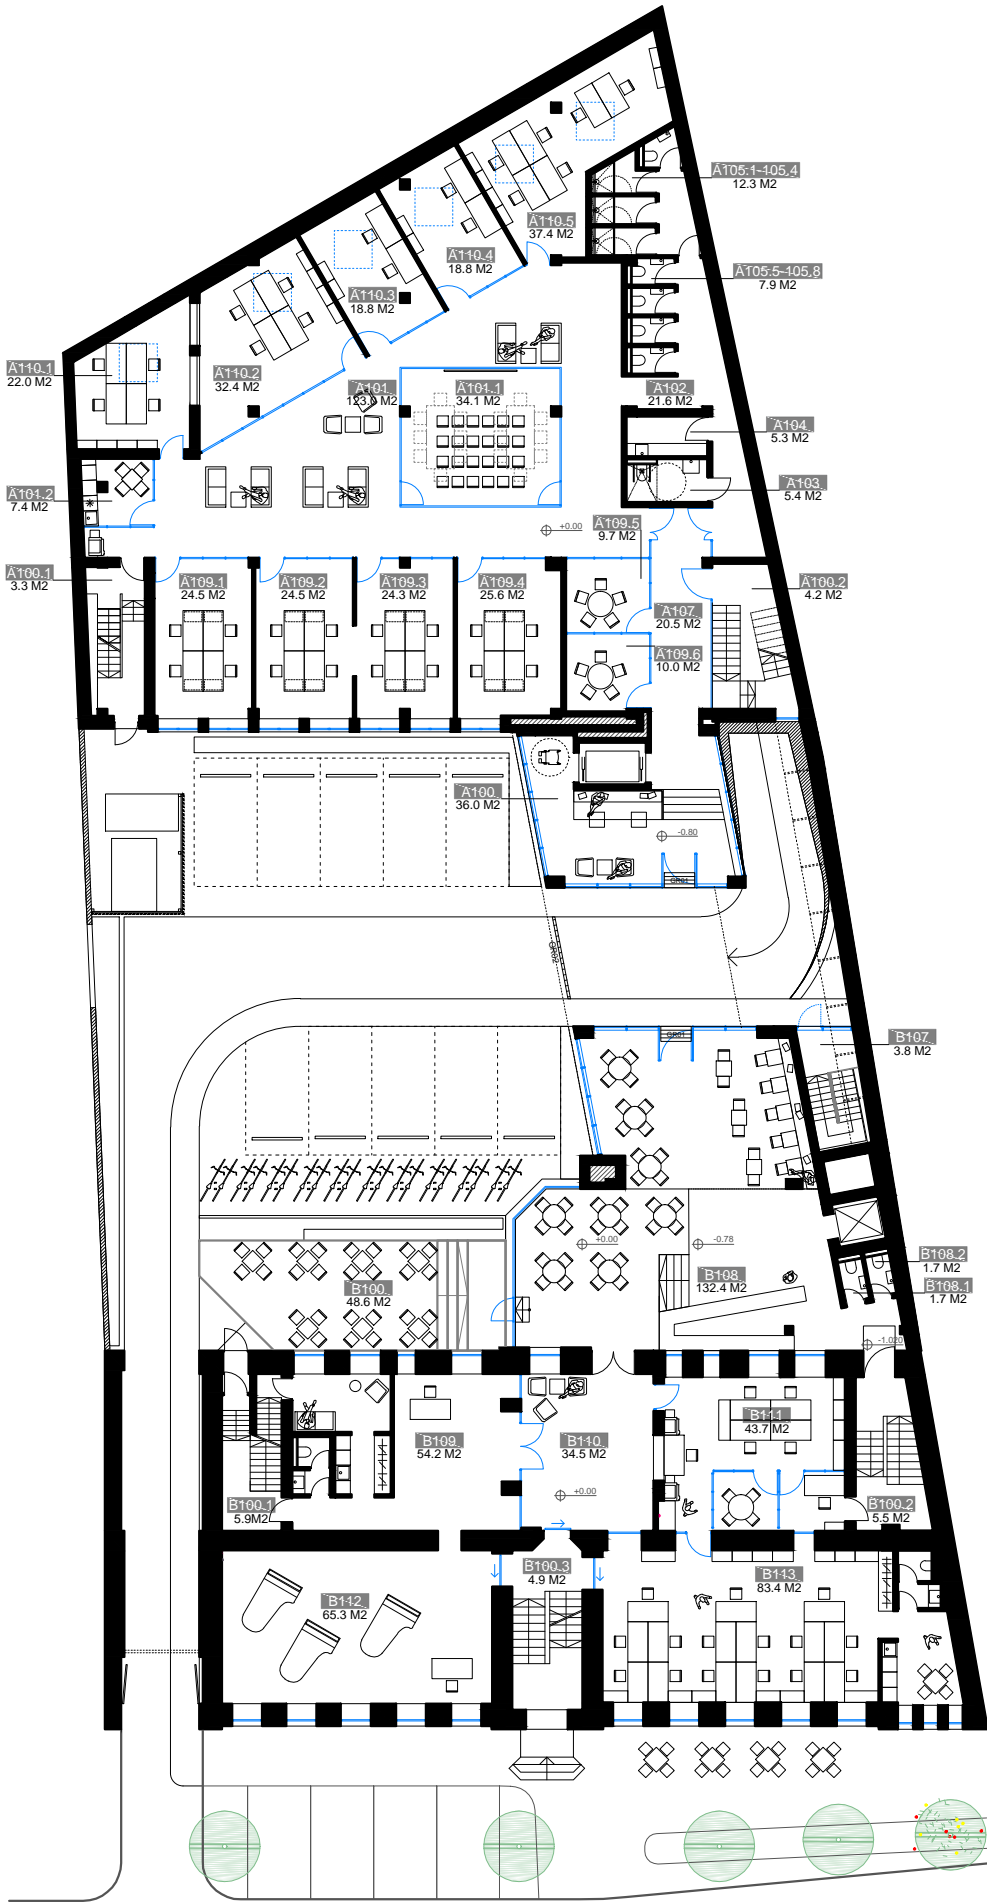 A105.1-105.4
12.3 M2
A110.5
37.4 M2
A110.4
18.8 M2
A105.5-105.8
7.9 M2
A110.3
18.8 M2
A110.1
22.0 M2
A110.2
32.4 M2
A101
123.0 M2
A101.1
34.1 M2
A102
21.6 M2
A104
5.3 M2
A103
5.4 M2
A101.2
7.4 M2
+0.00
A109.5
9.7 M2
A100.1
3.3 M2
A109.1
24.5 M2
A109.2
24.5 M2
A109.3
24.3 M2
A109.4
25.6 M2
A100.2
4.2 M2
A107
20.5 M2
A109.6
10.0 M2
A100
36.0 M2
-0.80
GR01
GR02
GR01
B107
3.8 M2
+0.00
-0.78
B108.2
1.7 M2
B108
132.4 M2
B108.1
1.7 M2
B100
48.6 M2
-1.020
B109
54.2 M2
B110
34.5 M2
B111
43.7 M2
+0.00
B100.1
5.9M2
B100.2
5.5 M2
B100.3
4.9 M2
B113
83.4 M2
B112
65.3 M2